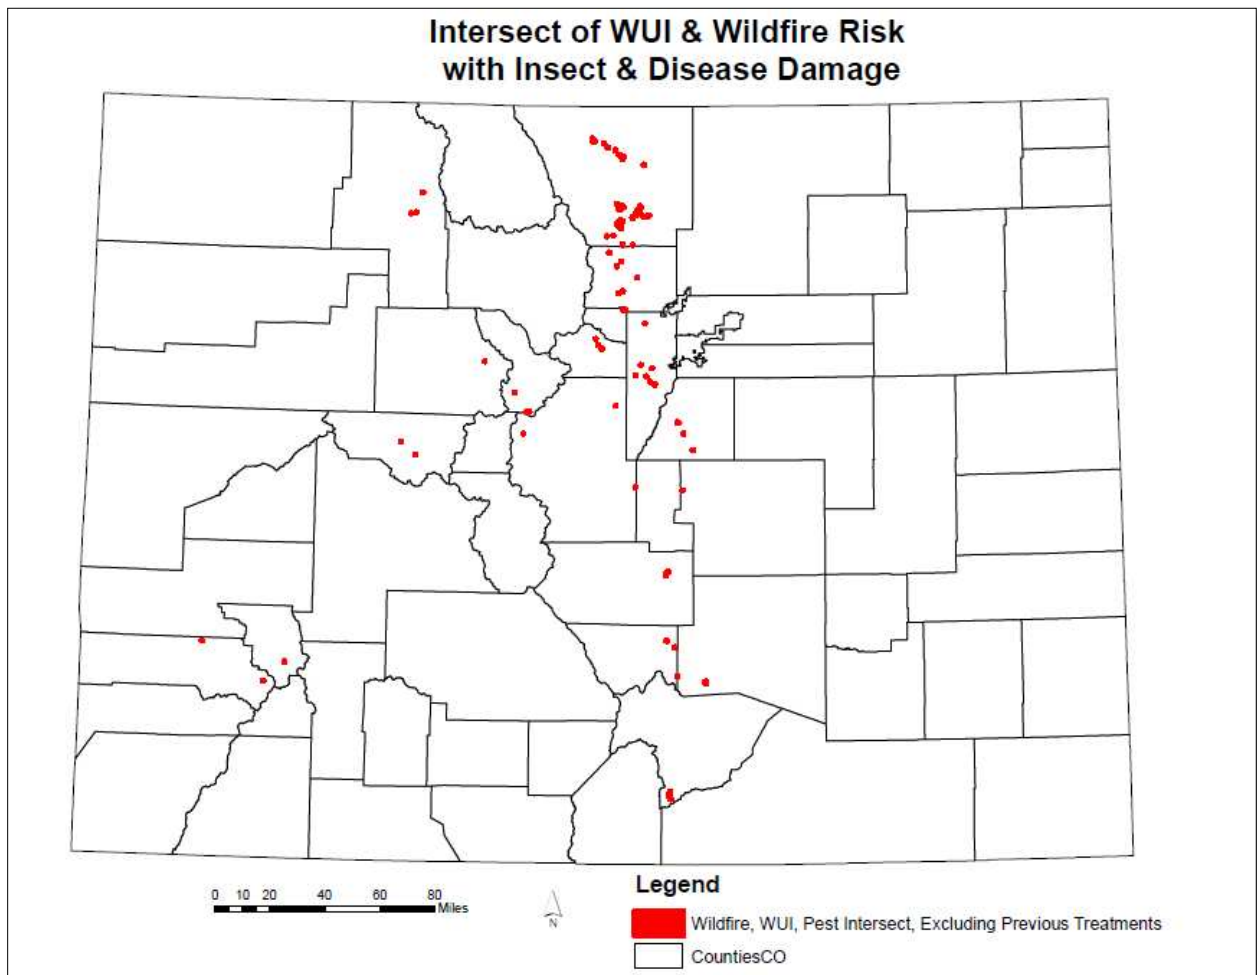 Intersect of WUI & Wildfire Risk
with Insect & Disease Damage
0 10 20 40 60 80
Miles
N
Legend
Wildfire, WUI, Pest Intersect, Excluding Previous Treatments
CountiesCO